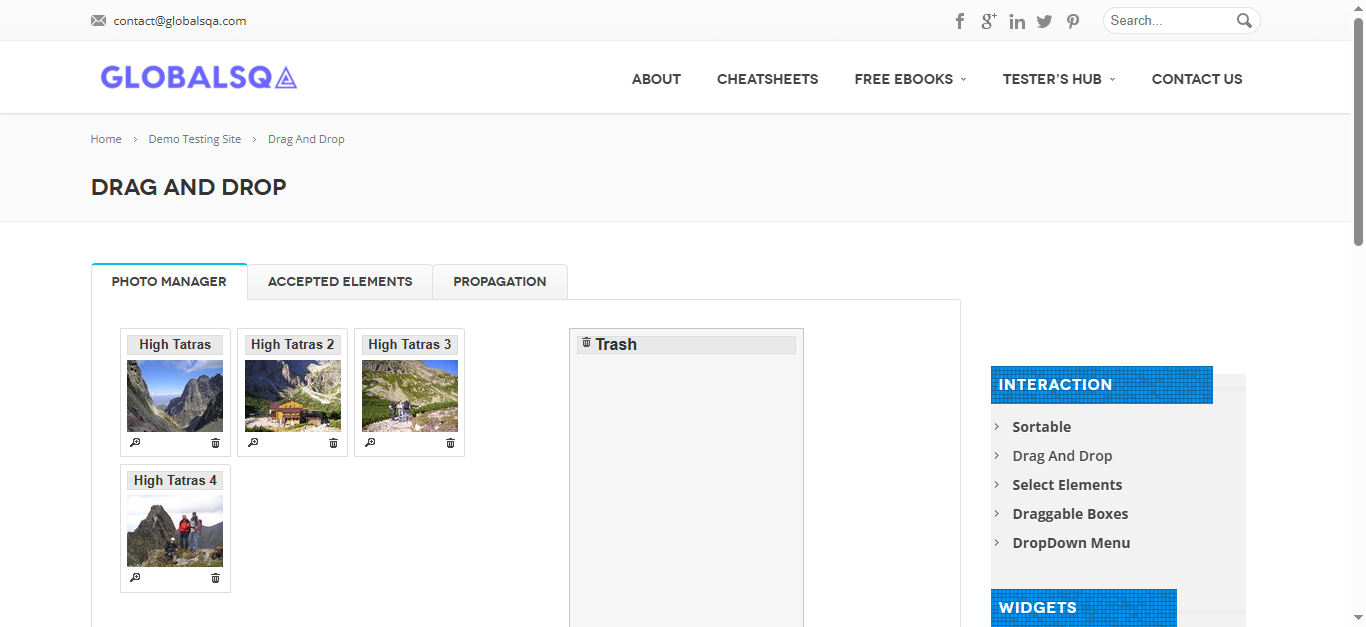 contact@globalsqa.com
Search...
GLOBALSQA
ABOUT
CHEATSHEETS
FREE EBOOKS
TESTER'S HUB
CONTACT US
Home > Demo Testing Site > Drag And Drop
DRAG AND DROP
PHOTO MANAGER
ACCEPTED ELEMENTS
PROPAGATION
High Tatras
High Tatras 2
High Tatras 3
High Tatras 4
Trash
INTERACTION
Sortable
Drag And Drop
Select Elements
Draggable Boxes
DropDown Menu
WIDGETS